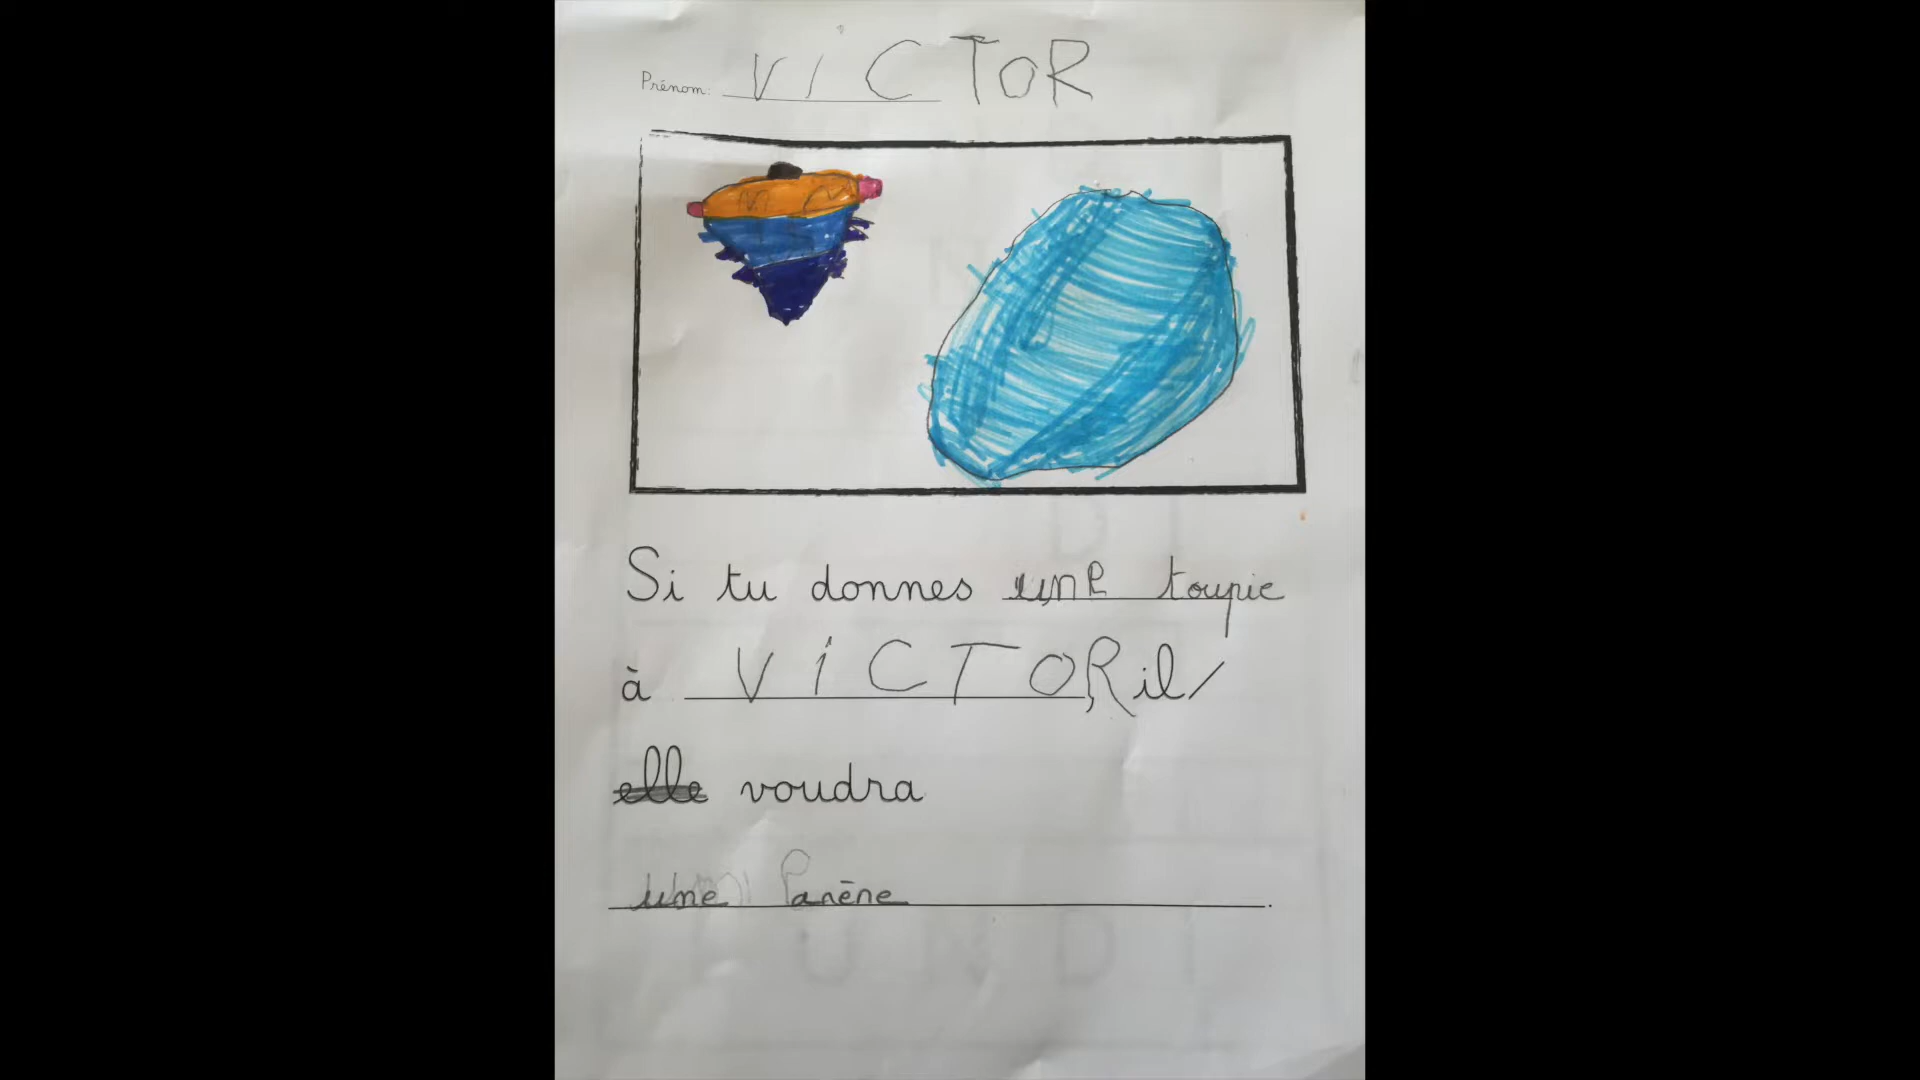 Prénom: ViCTOR
Si tu donnes une toupie
à ViCTOR, il/
elle voudra
une arène.